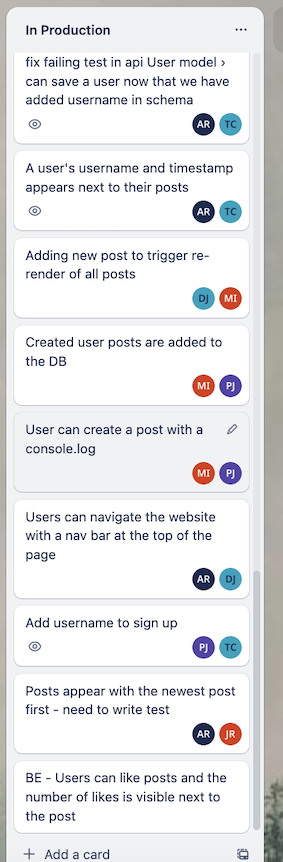 In Production
fix failing test in api User model ›
can save a user now that we have
added username in schema
AR TC
A user's username and timestamp
appears next to their posts
AR TC
Adding new post to trigger re-
render of all posts
DJ MI
Created user posts are added to
the DB
MI PJ
User can create a post with a
console.log
MI PJ
Users can navigate the website
with a nav bar at the top of the
page
AR DJ
Add username to sign up
PJ TC
Posts appear with the newest post
first - need to write test
AR JR
BE - Users can like posts and the
number of likes is visible next to
the post
Add a card